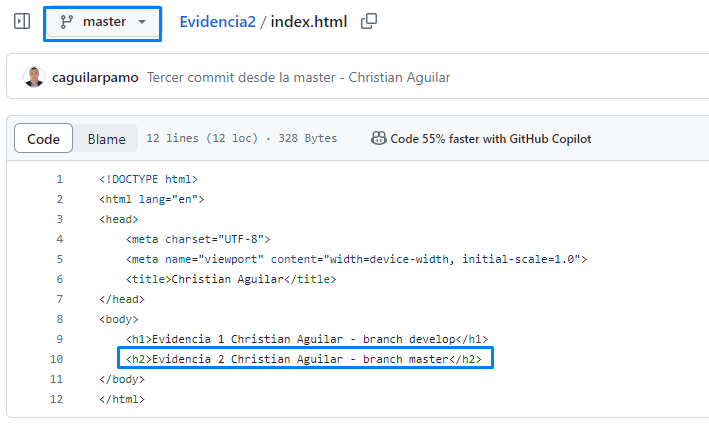 master Evidencia2 / index.html
caguilarpamo Tercer commit desde la master - Christian Aguilar
Code Blame 12 lines (12 loc) · 328 Bytes Code 55% faster with GitHub Copilot
1 <!DOCTYPE html>
2 <html lang="en">
3 <head>
4 <meta charset="UTF-8">
5 <meta name="viewport" content="width=device-width, initial-scale=1.0">
6 <title>Christian Aguilar</title>
7 </head>
8 <body>
9 <h1>Evidencia 1 Christian Aguilar - branch develop</h1>
10 <h2>Evidencia 2 Christian Aguilar - branch master</h2>
11 </body>
12 </html>